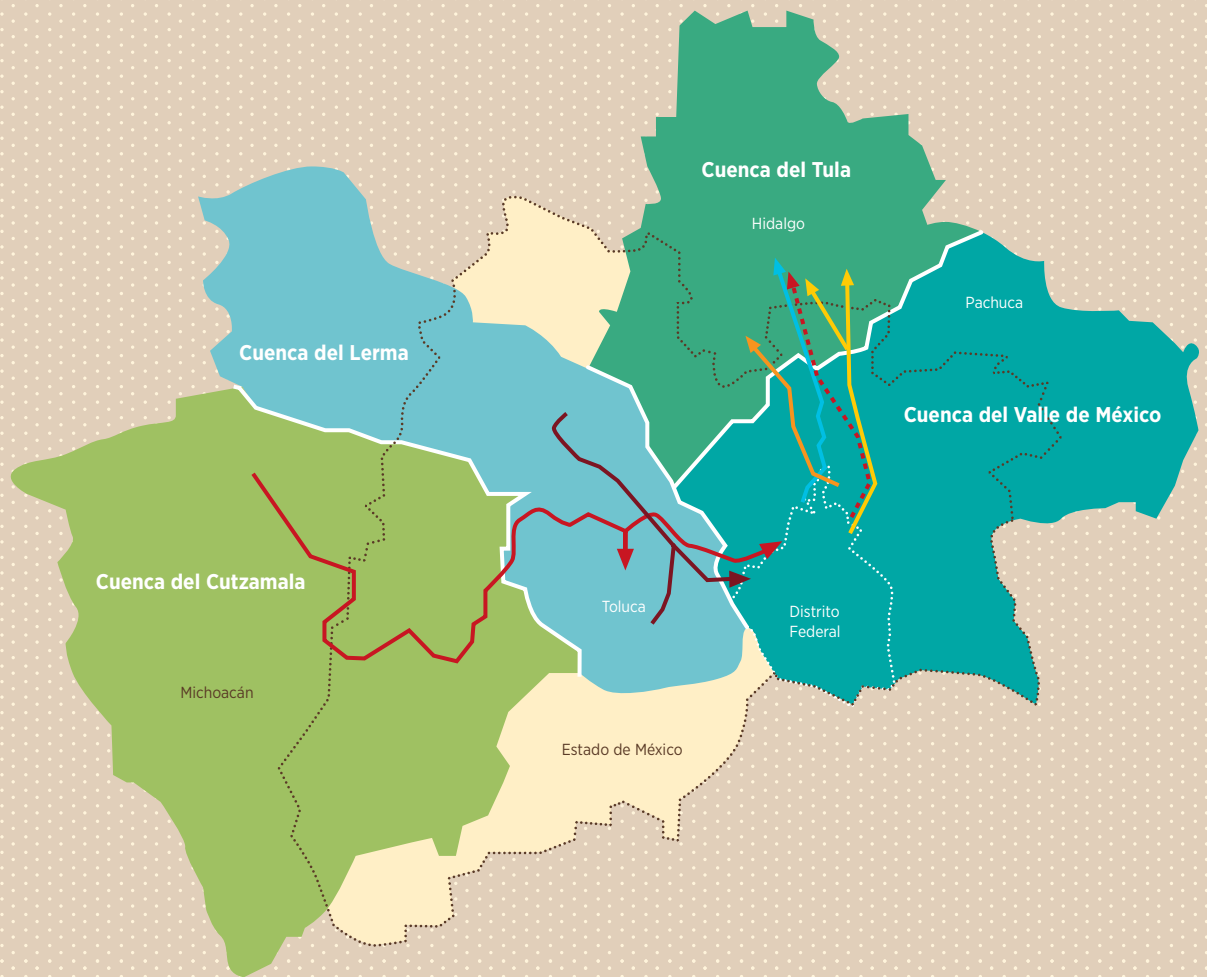 Cuenca del Tula
Hidalgo
Pachuca
Cuenca del Lerma
Cuenca del Valle de México
Cuenca del Cutzamala
Toluca
Distrito
Federal
Michoacán
Estado de México